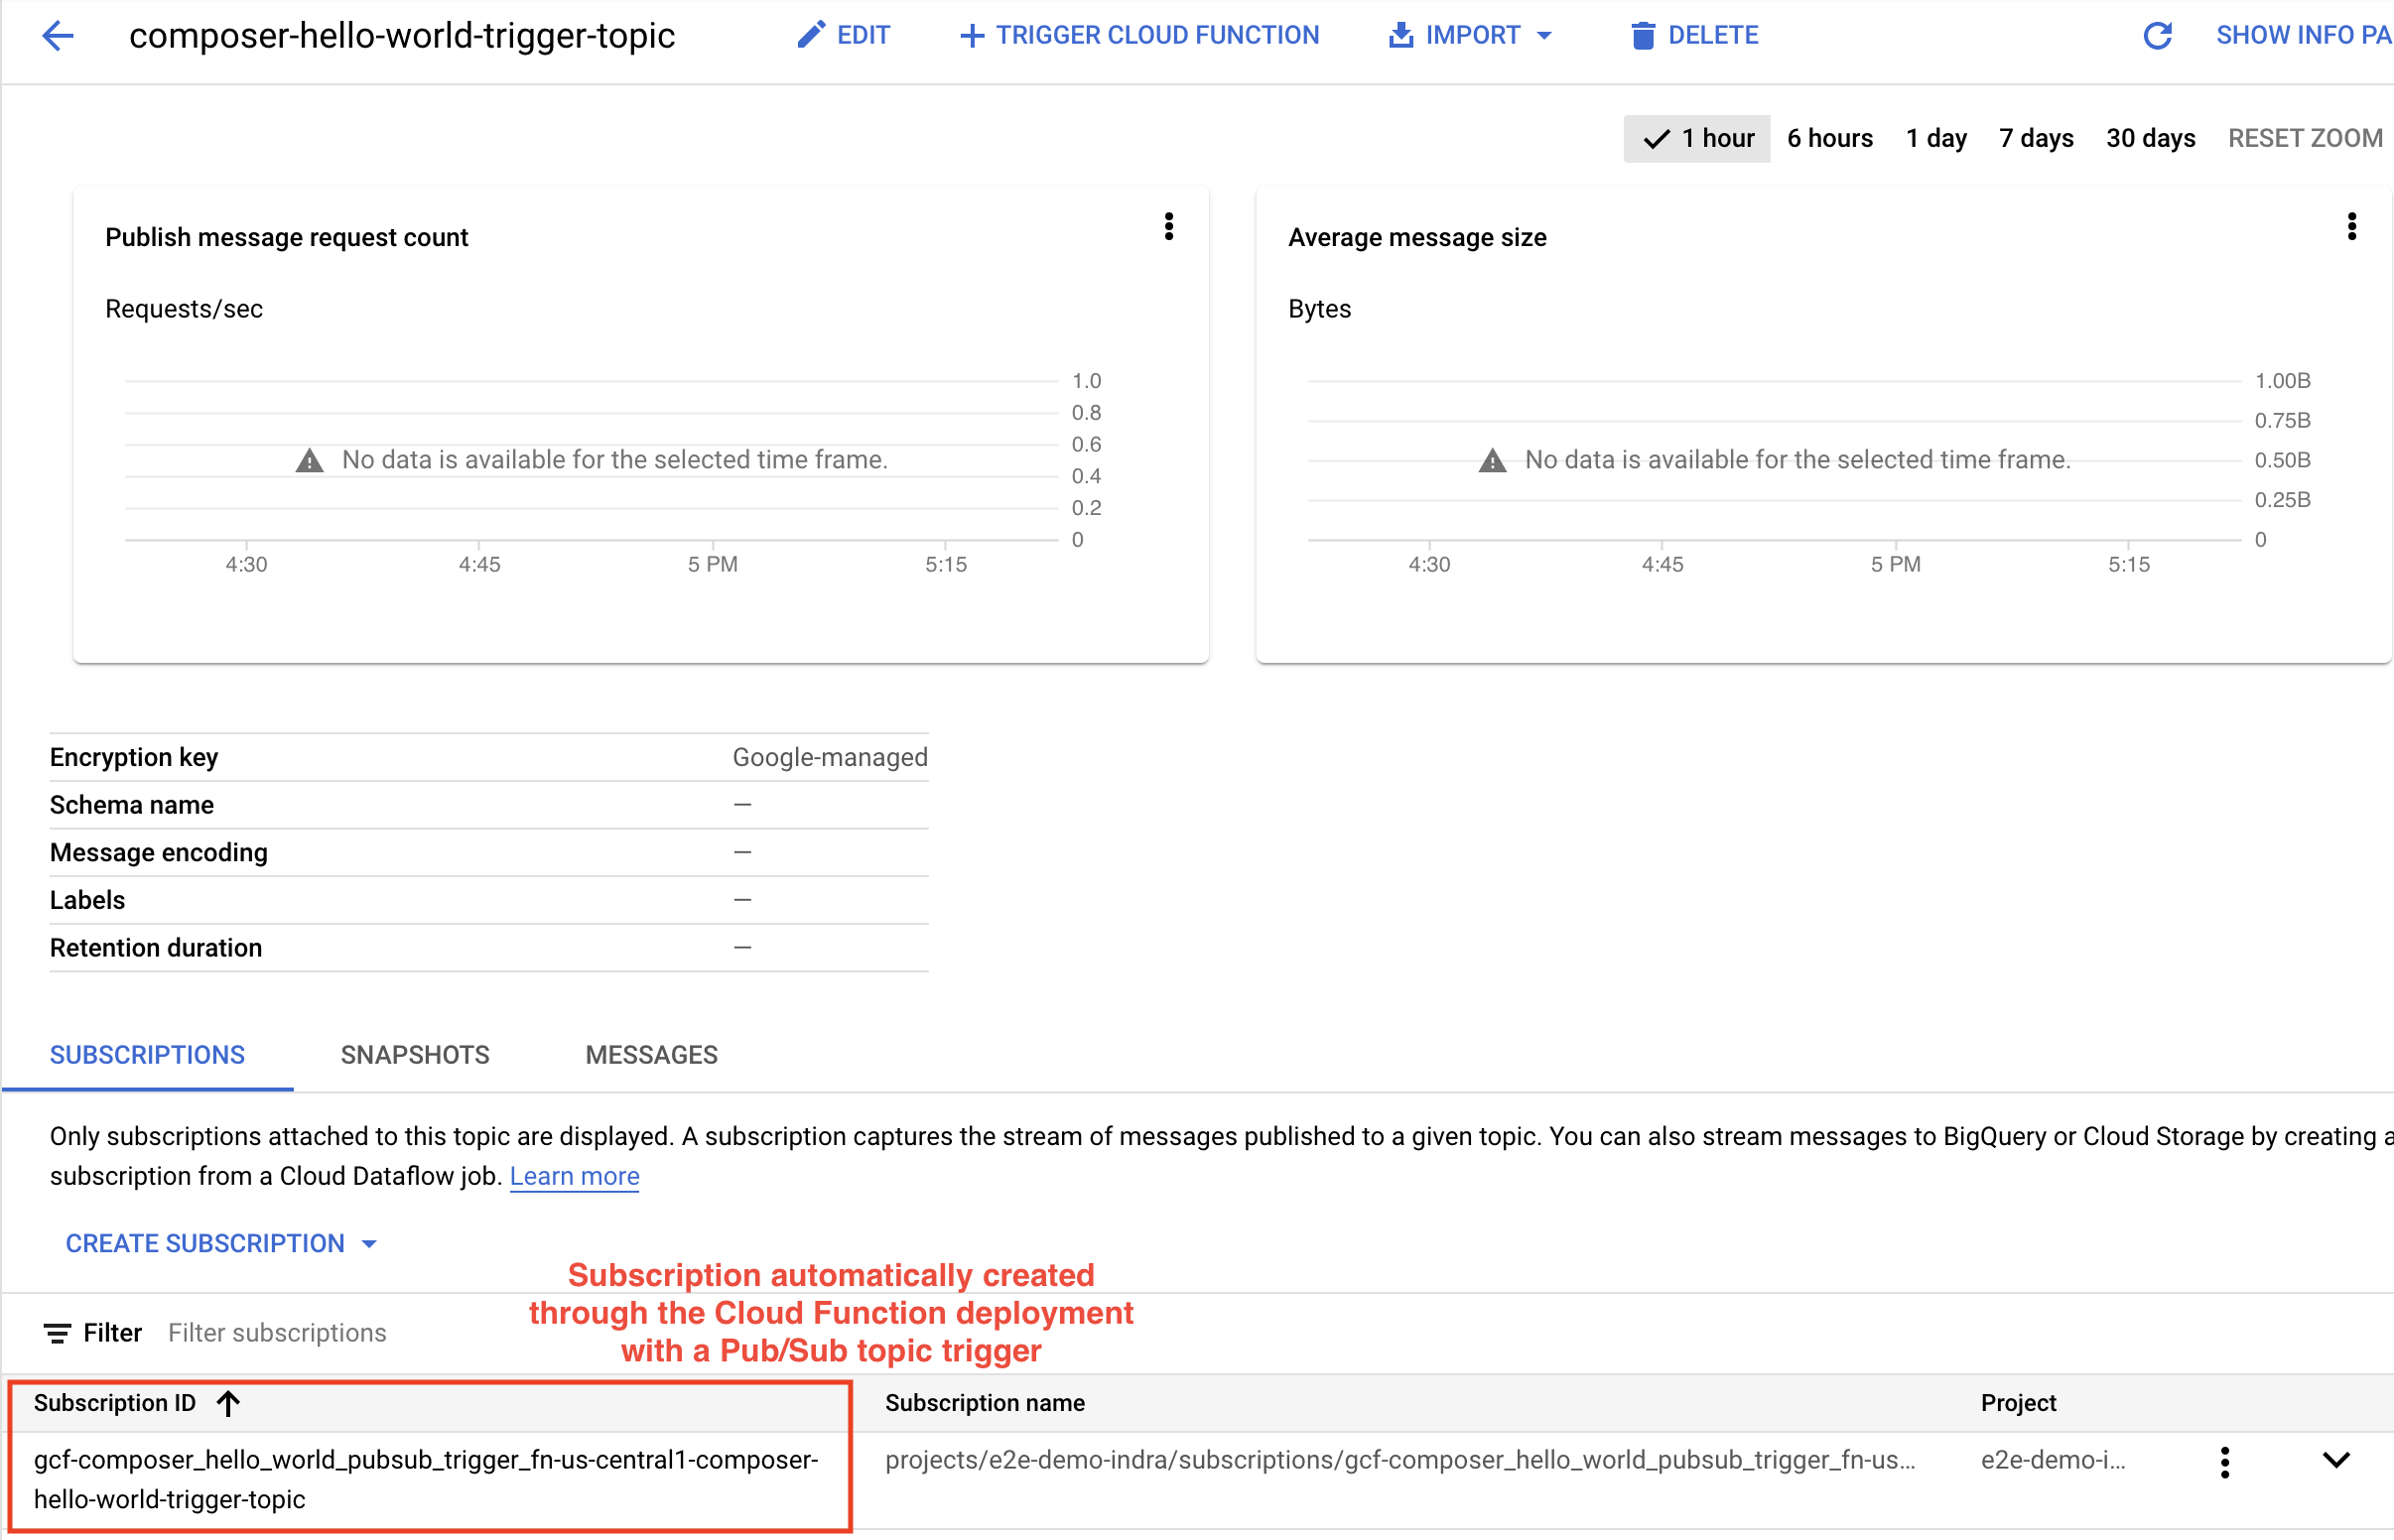 composer-hello-world-trigger-topic EDIT TRIGGER CLOUD FUNCTION IMPORT DELETE SHOW INFO PA
1 hour 6 hours 1 day 7 days 30 days RESET ZOOM
Publish message request count
Requests/sec
1.0
0.8
0.6
No data is available for the selected time frame.
0.4
0.2
0
4:30 4:45 5 PM 5:15
Average message size
Bytes
1.00B
0.75B
No data is available for the selected time frame. 0.50B
0.25B
0
4:30 4:45 5 PM 5:15
Encryption key Google-managed
Schema name —
Message encoding —
Labels —
Retention duration —
SUBSCRIPTIONS SNAPSHOTS MESSAGES
Only subscriptions attached to this topic are displayed. A subscription captures the stream of messages published to a given topic. You can also stream messages to BigQuery or Cloud Storage by creating a
subscription from a Cloud Dataflow job. Learn more
CREATE SUBSCRIPTION
Subscription automatically created
through the Cloud Function deployment
with a Pub/Sub topic trigger
Filter Filter subscriptions
Subscription ID Subscription name Project
gcf-composer_hello_world_pubsub_trigger_fn-us-central1-composer- projects/e2e-demo-indra/subscriptions/gcf-composer_hello_world_pubsub_trigger_fn-us... e2e-demo-i...
hello-world-trigger-topic